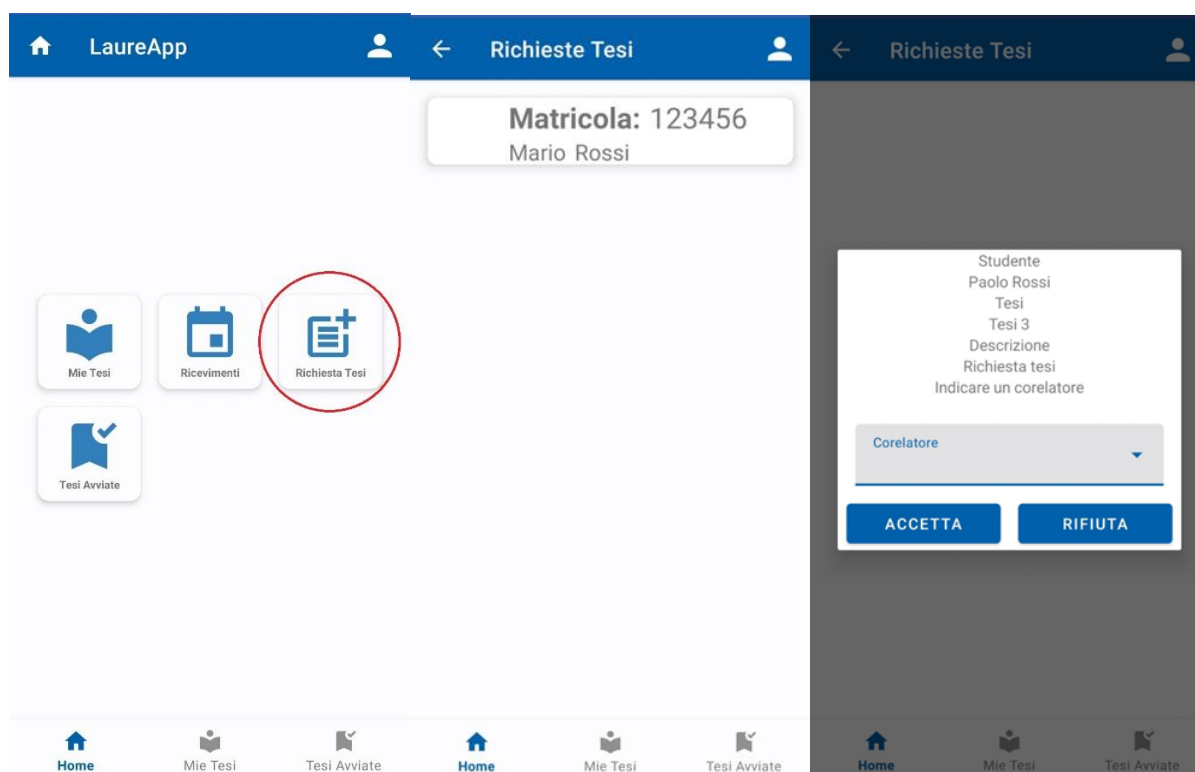 LaureApp
Mie Tesi
Ricevimenti
Richiesta Tesi
Tesi Avviate
Home
Mie Tesi
Tesi Avviate
Richieste Tesi
Matricola: 123456
Mario Rossi
Home
Mie Tesi
Tesi Avviate
Richieste Tesi
Studente
Paolo Rossi
Tesi
Tesi 3
Descrizione
Richiesta tesi
Indicare un corelatore
Corelatore
ACCETTA
RIFIUTA
Home
Mie Tesi
Tesi Avviate